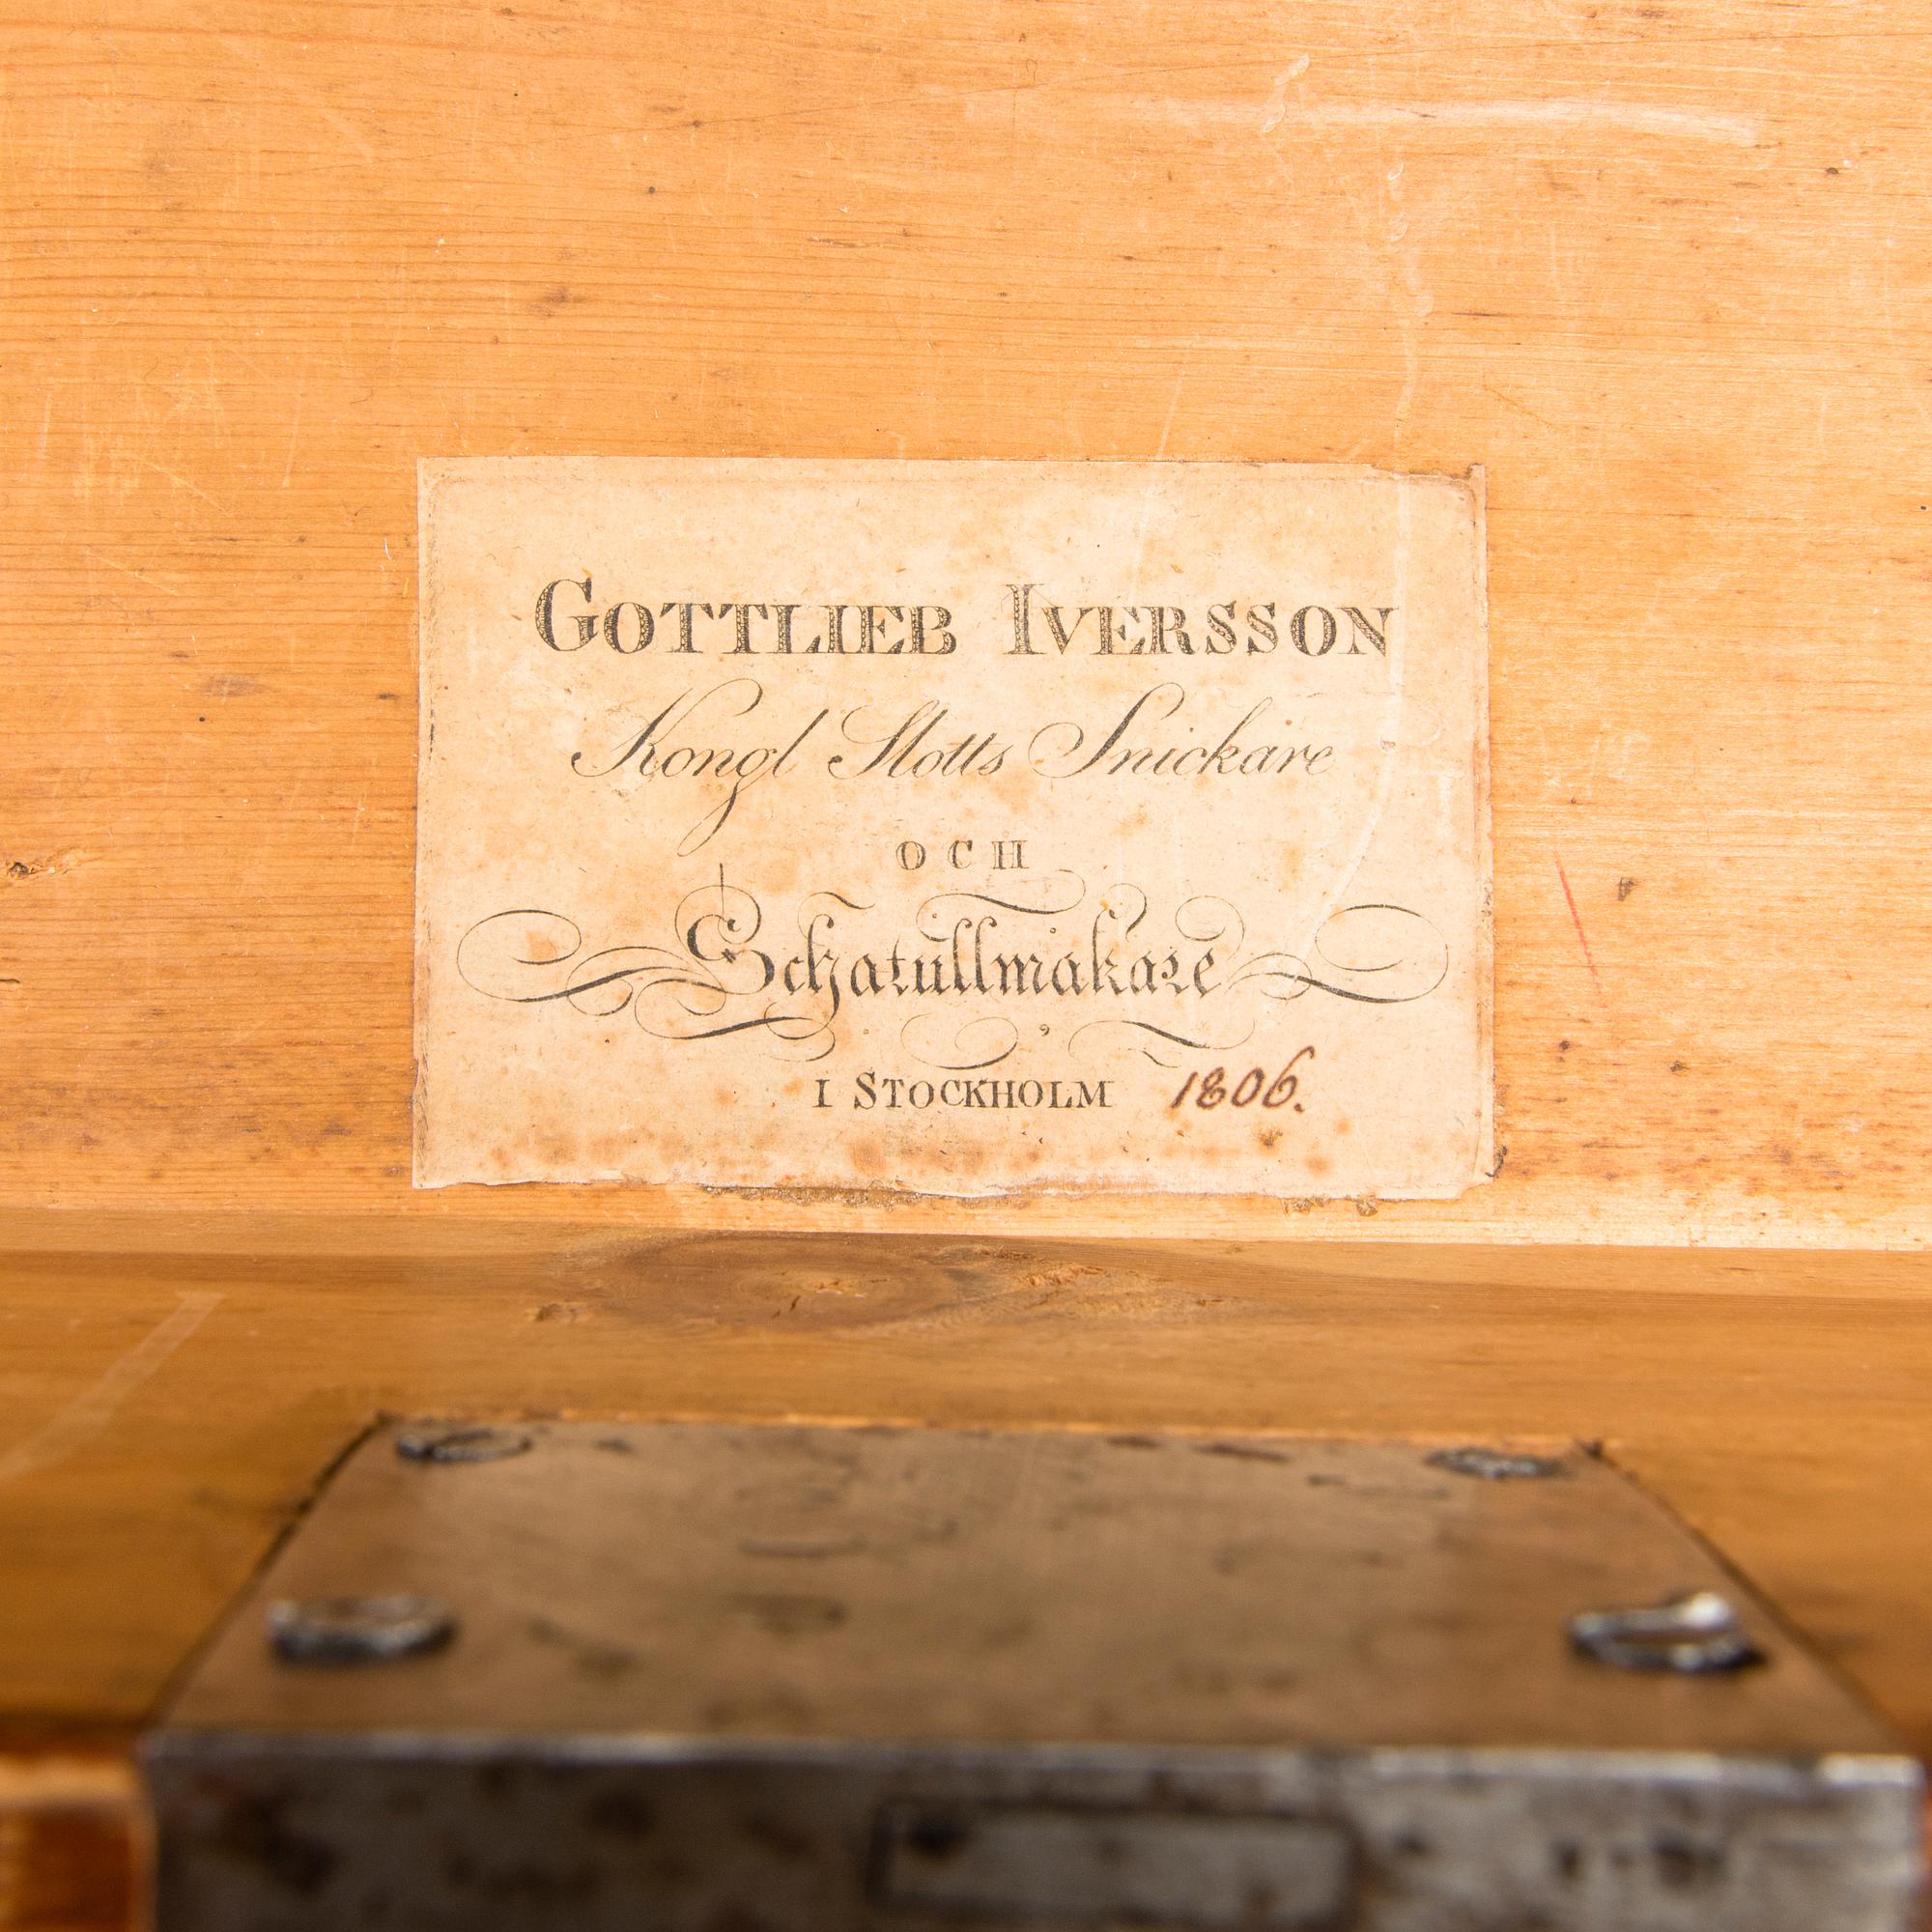 GOTTLIEB IVERSSON
Kongl Slotts Snickare
OCH
Schatullmakare
I STOCKHOLM 1806.